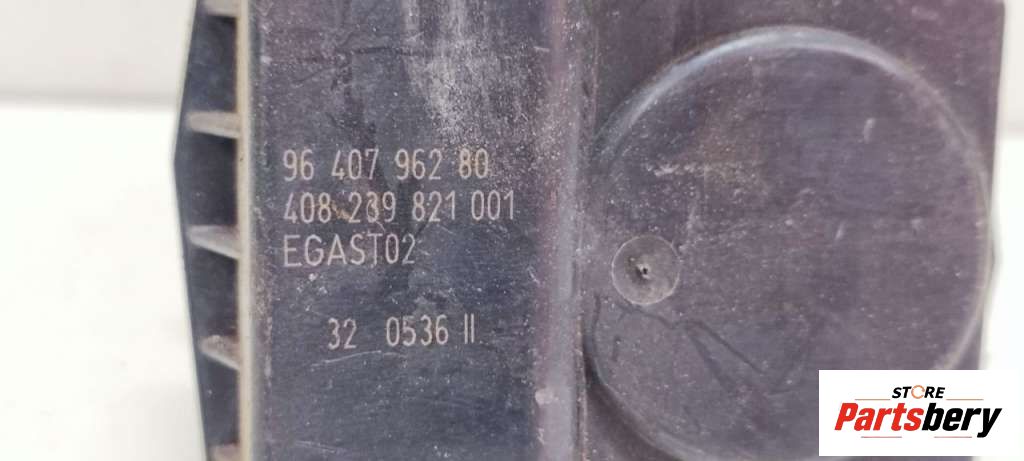 96 407 962 80
408 239 821 001
EGAST02
32 0536 II
STORE
Partsbery